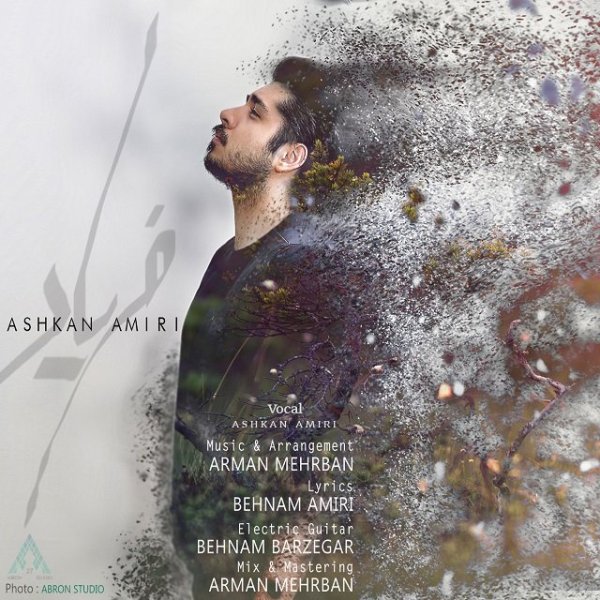 فریاد
ASHKAN AMIRI
Vocal
ASHKAN AMIRI
Music & Arrangement
ARMAN MEHRBAN
Lyrics
BEHNAM AMIRI
Electric Guitar
BEHNAM BARZEGAR
Mix & Mastering
ARMAN MEHRBAN
Photo : ABRON STUDIO